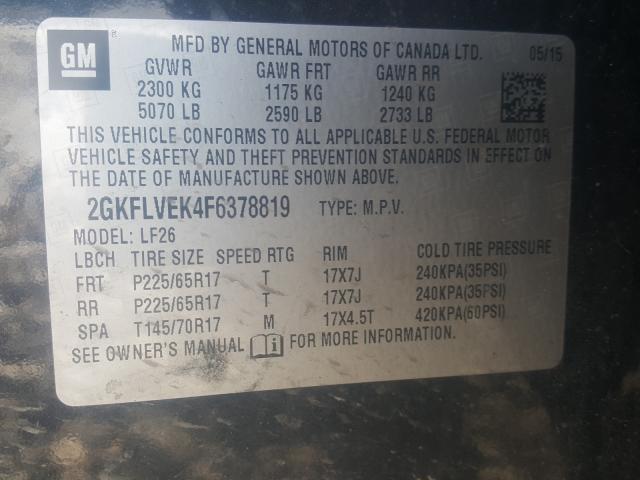 GM ®
MFD BY GENERAL MOTORS OF CANADA LTD. 05/15
GVWR GAWR FRT GAWR RR
2300 KG 1175 KG 1240 KG
5070 LB 2590 LB 2733 LB
THIS VEHICLE CONFORMS TO ALL APPLICABLE U.S. FEDERAL MOTOR
VEHICLE SAFETY AND THEFT PREVENTION STANDARDS IN EFFECT ON
THE DATE OF MANUFACTURE SHOWN ABOVE.
2GKFLVEK4F6378819 TYPE: M.P.V.
MODEL: LF26
LBCH TIRE SIZE SPEED RTG RIM COLD TIRE PRESSURE
FRT P225/65R17 T 17X7J 240KPA(35PSI)
RR P225/65R17 T 17X7J 240KPA(35PSI)
SPA T145/70R17 M 17X4.5T 420KPA(60PSI)
SEE OWNER'S MANUAL FOR MORE INFORMATION.